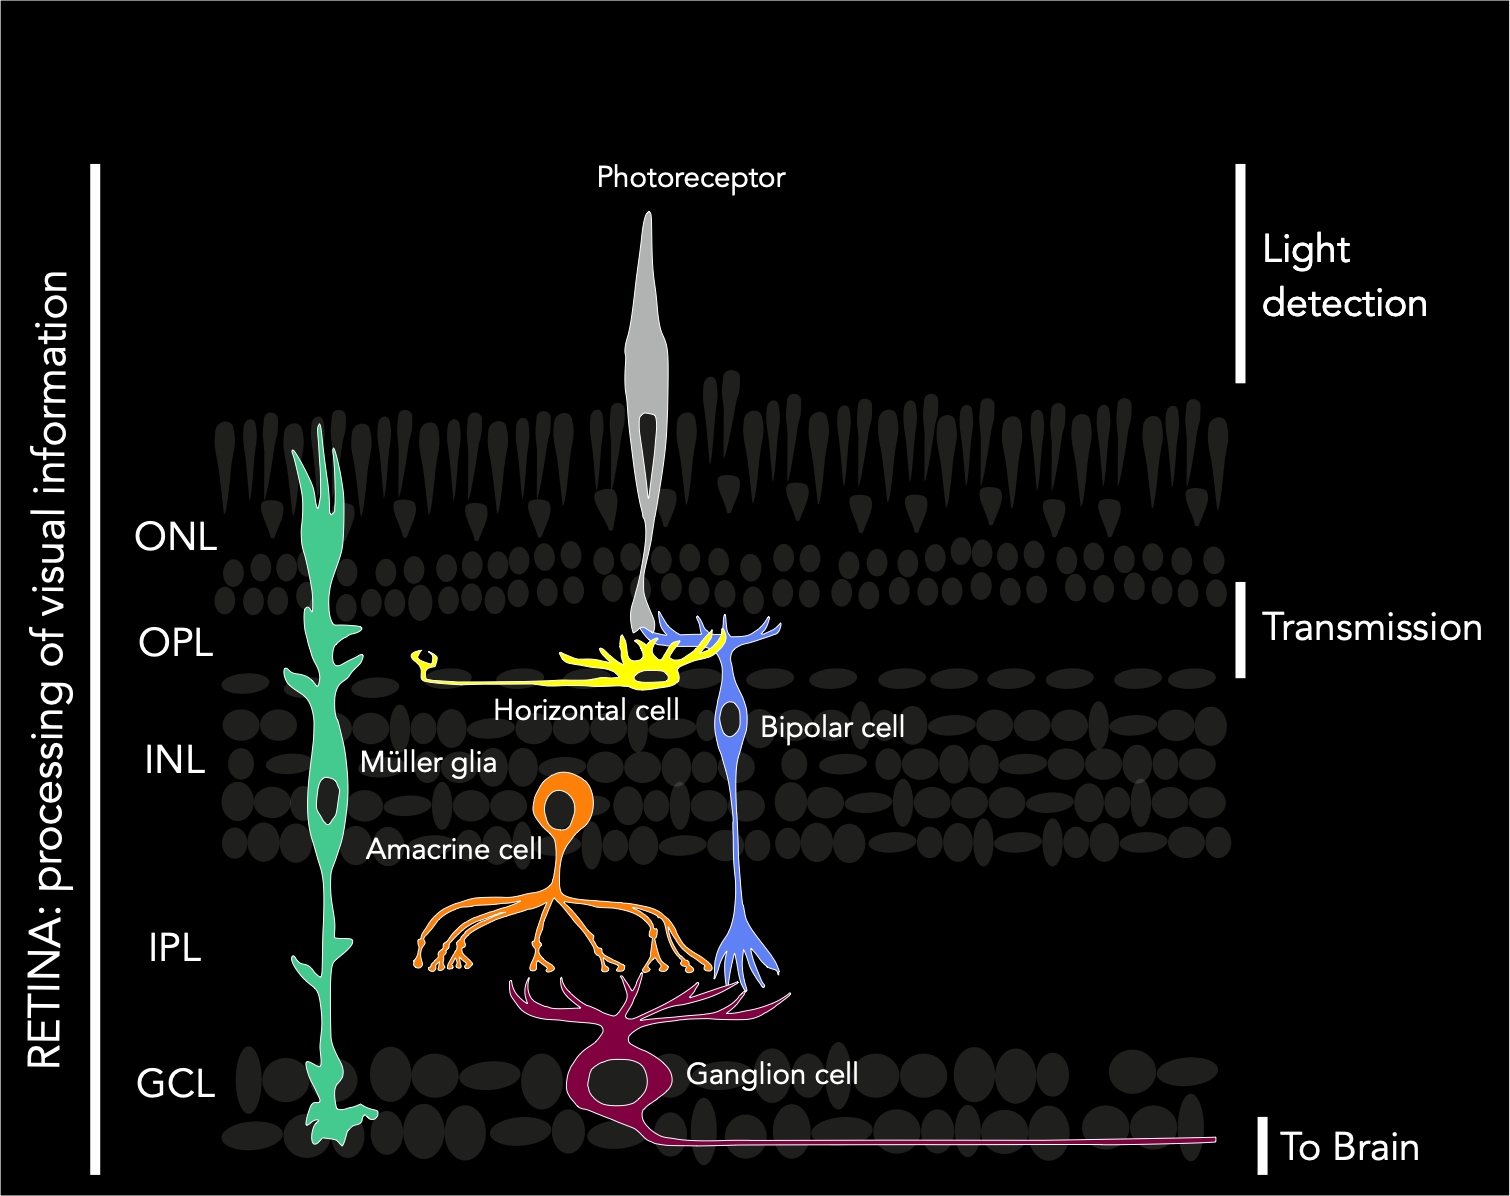 RETINA: processing of visual information
Photoreceptor
Light
detection
ONL
OPL
Transmission
Horizontal cell
Bipolar cell
INL
Müller glia
Amacrine cell
IPL
GCL
Ganglion cell
To Brain